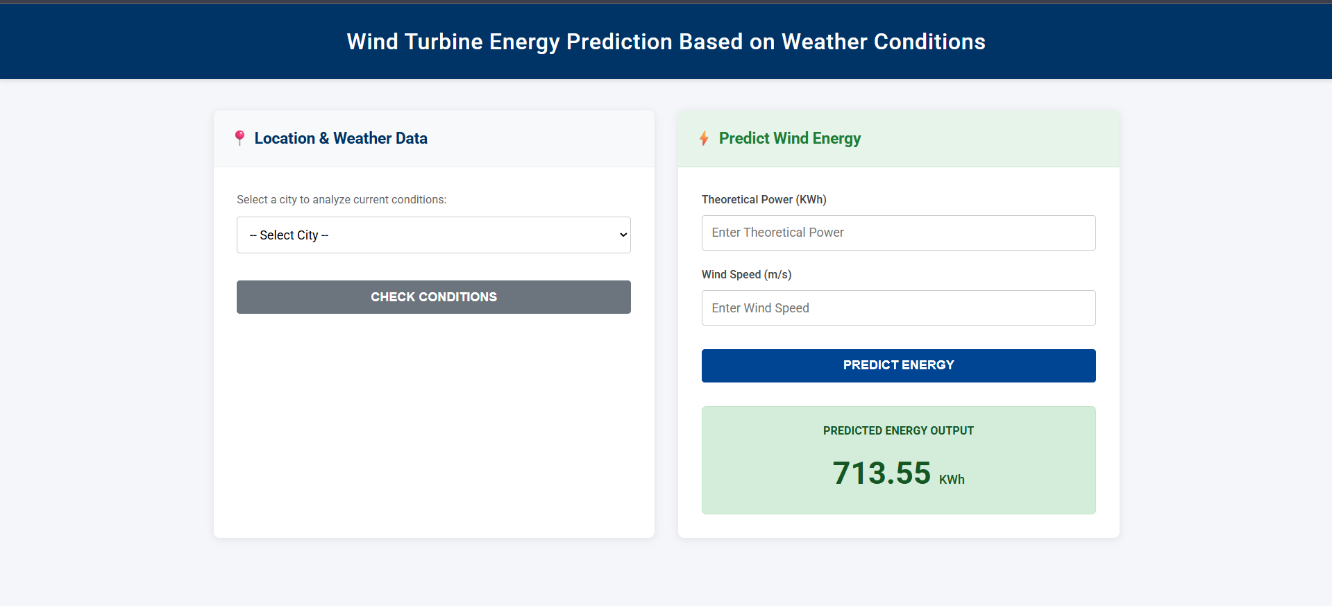 Wind Turbine Energy Prediction Based on Weather Conditions
Location & Weather Data
Select a city to analyze current conditions:
-- Select City --
CHECK CONDITIONS
Predict Wind Energy
Theoretical Power (KWh)
Enter Theoretical Power
Wind Speed (m/s)
Enter Wind Speed
PREDICT ENERGY
PREDICTED ENERGY OUTPUT
713.55 KWh